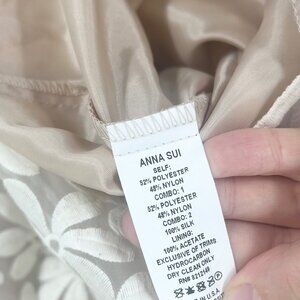 ANNA SUI
SELF:
52% POLYESTER
48% NYLON
COMBO: 1
52% POLYESTER
48% NYLON
COMBO: 2
100% SILK
LINING:
100% ACETATE
EXCLUSIVE OF TRIMS
HYDROCARBON
DRY CLEAN ONLY
IN U.S.A.